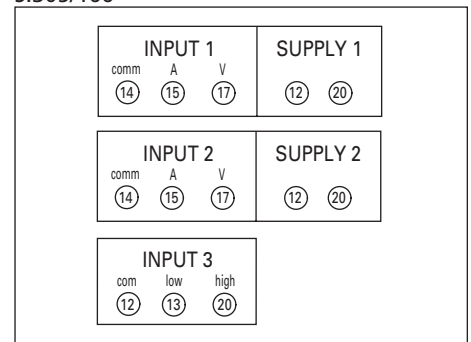 INPUT 1 SUPPLY 1
comm A V
14 15 17 12 20
INPUT 2 SUPPLY 2
comm A V
14 15 17 12 20
INPUT 3
com low high
12 13 20